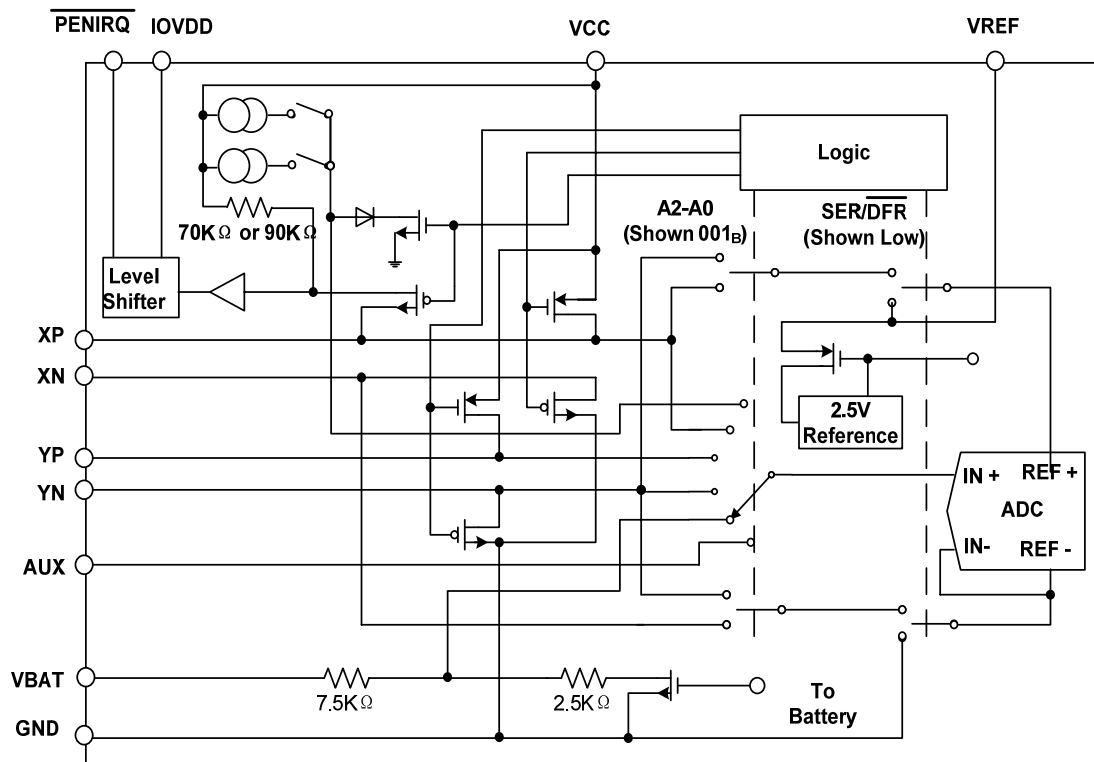 PENIRQ IOVDD VCC VREF
Logic
A2-A0
(Shown 001B)
SER/DFR
(Shown Low)
70KΩ or 90KΩ
Level
Shifter
XP
XN
2.5V
Reference
YP
YN
IN + REF +
ADC
IN- REF -
AUX
VBAT
7.5KΩ 2.5KΩ
To
Battery
GND